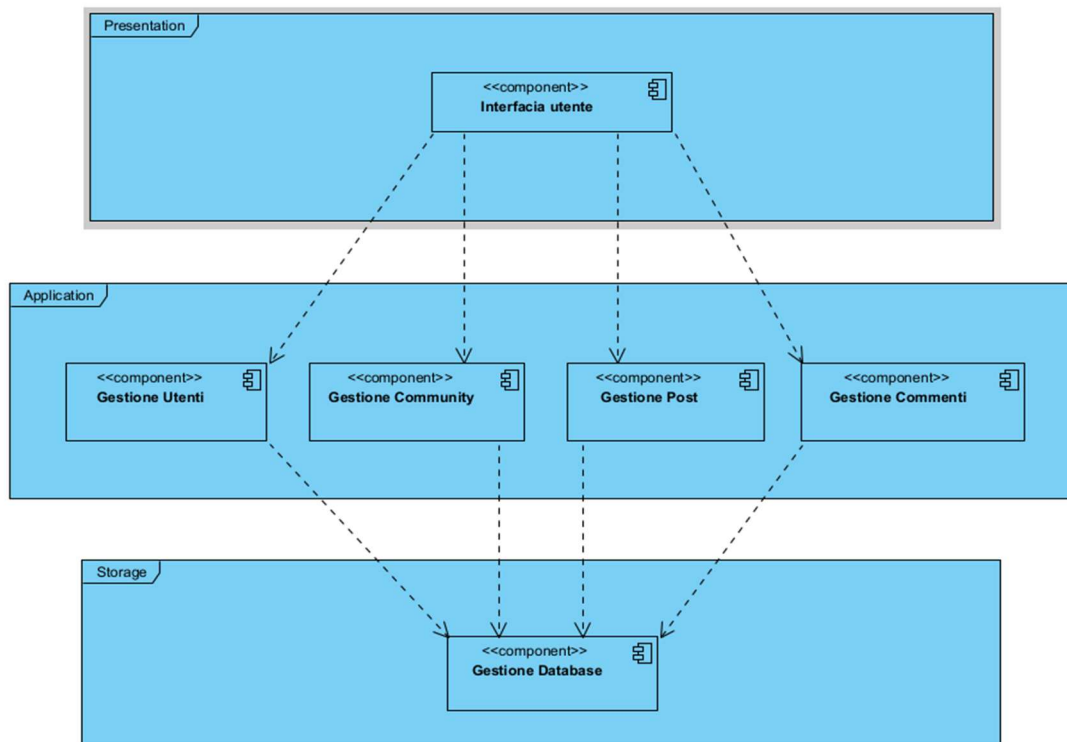 Presentation
<<component>>
Interfacia utente
Application
<<component>>
Gestione Utenti
<<component>>
Gestione Community
<<component>>
Gestione Post
<<component>>
Gestione Commenti
Storage
<<component>>
Gestione Database